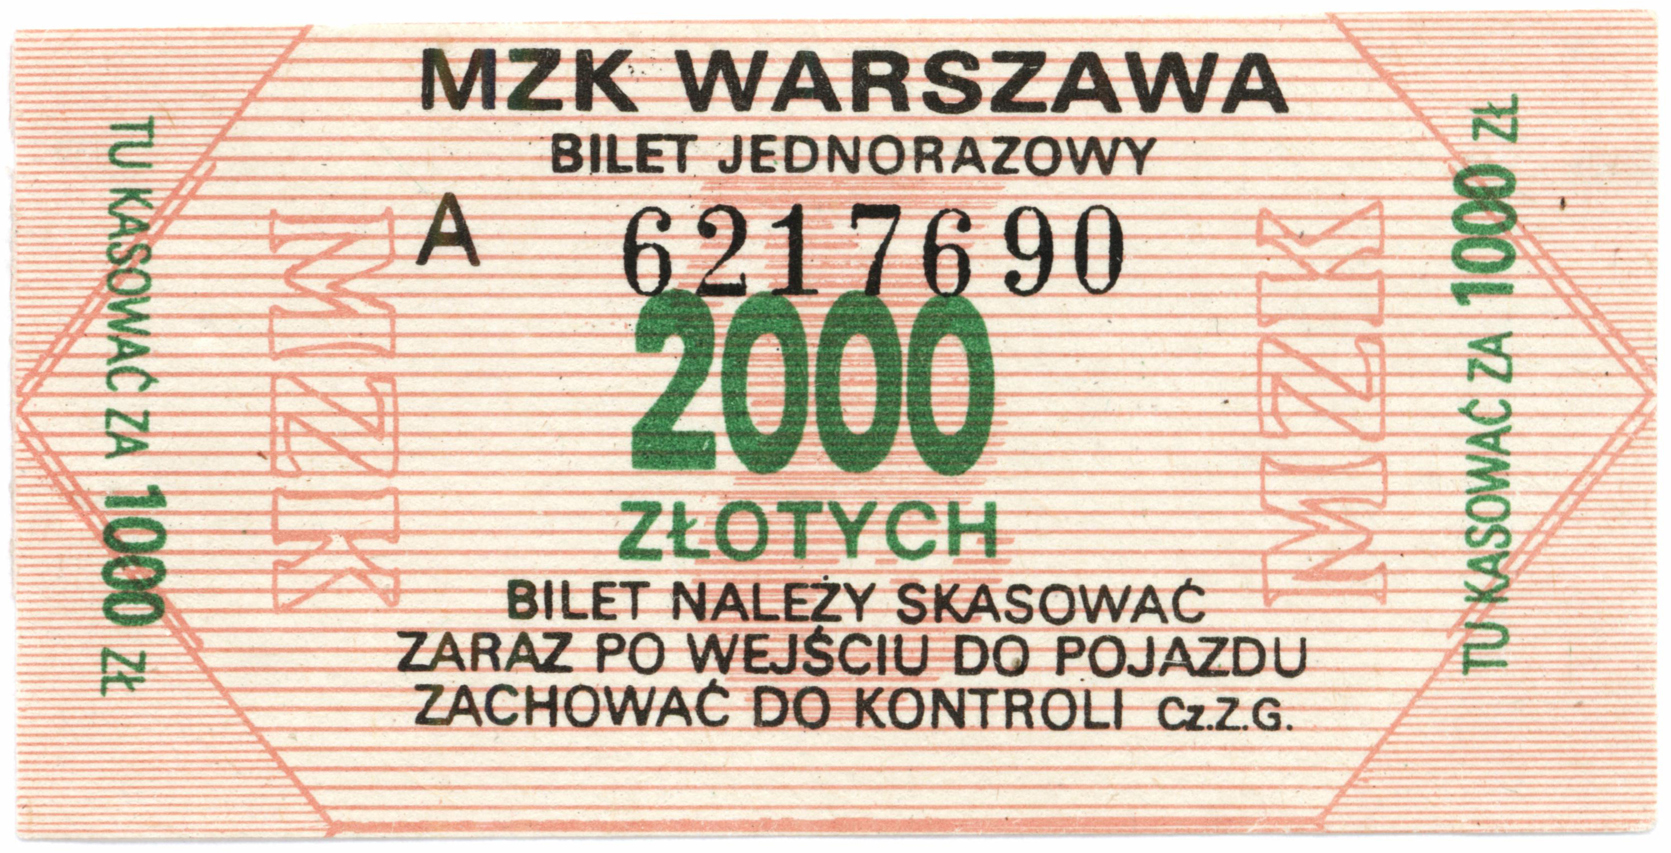 MZK WARSZAWA
BILET JEDNORAZOWY
A 6217690
2000
ZŁOTYCH
BILET NALEŻY SKASOWAĆ
ZARAZ PO WEJŚCIU DO POJAZDU
ZACHOWAĆ DO KONTROLI Cz.Z.G.
TU KASOWAĆ ZA 1000 ZŁ
MZK
MZK
TU KASOWAĆ ZA 1000 ZŁ